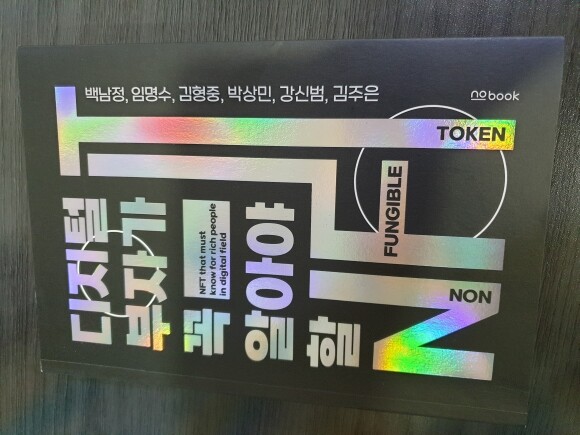 백남정, 임명수, 김형중, 박상민, 강신범, 김주은
nobook
디지털
부자가
꼭
NFT that must
know for rich people
in digital field
알아야
할
NFT
NON
FUNGIBLE
TOKEN